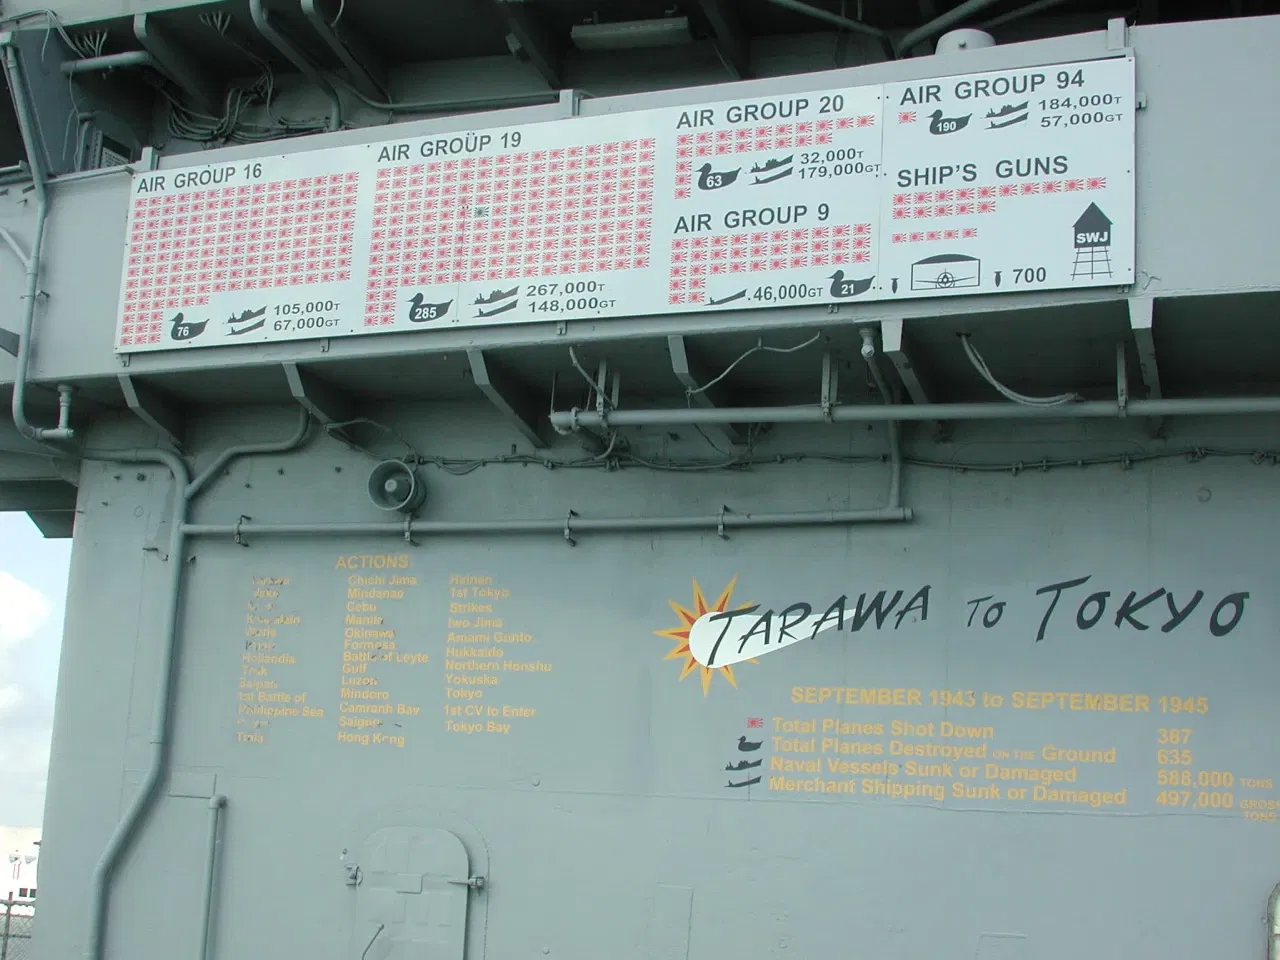 AIR GROUP 16
76
105,000T
67,000GT
AIR GROUP 19
285
267,000T
148,000GT
AIR GROUP 20
63
32,000T
179,000GT
AIR GROUP 9
46,000GT
21
AIR GROUP 94
190
184,000T
57,000GT
SHIP'S GUNS
SWJ
700
ACTIONS
Hollandia
Truk
Saipan
1st Battle of
Philippine Sea
Chichi Jima
Mindanao
Cebu
Manila
Okinawa
Formosa
Battle of Leyte
Gulf
Luzon
Mindoro
Camranh Bay
Saigon
Hong Kong
Hainan
1st Tokyo
Strikes
Iwo Jima
Amami Gunto
Hokkaido
Northern Honshu
Yokuska
Tokyo
1st CV to Enter
Tokyo Bay
TARAWA TO TOKYO
SEPTEMBER 1943 to SEPTEMBER 1945
Total Planes Shot Down 387
Total Planes Destroyed ON THE Ground 635
Naval Vessels Sunk or Damaged 588,000 TONS
Merchant Shipping Sunk or Damaged 497,000 GROSS
TONS